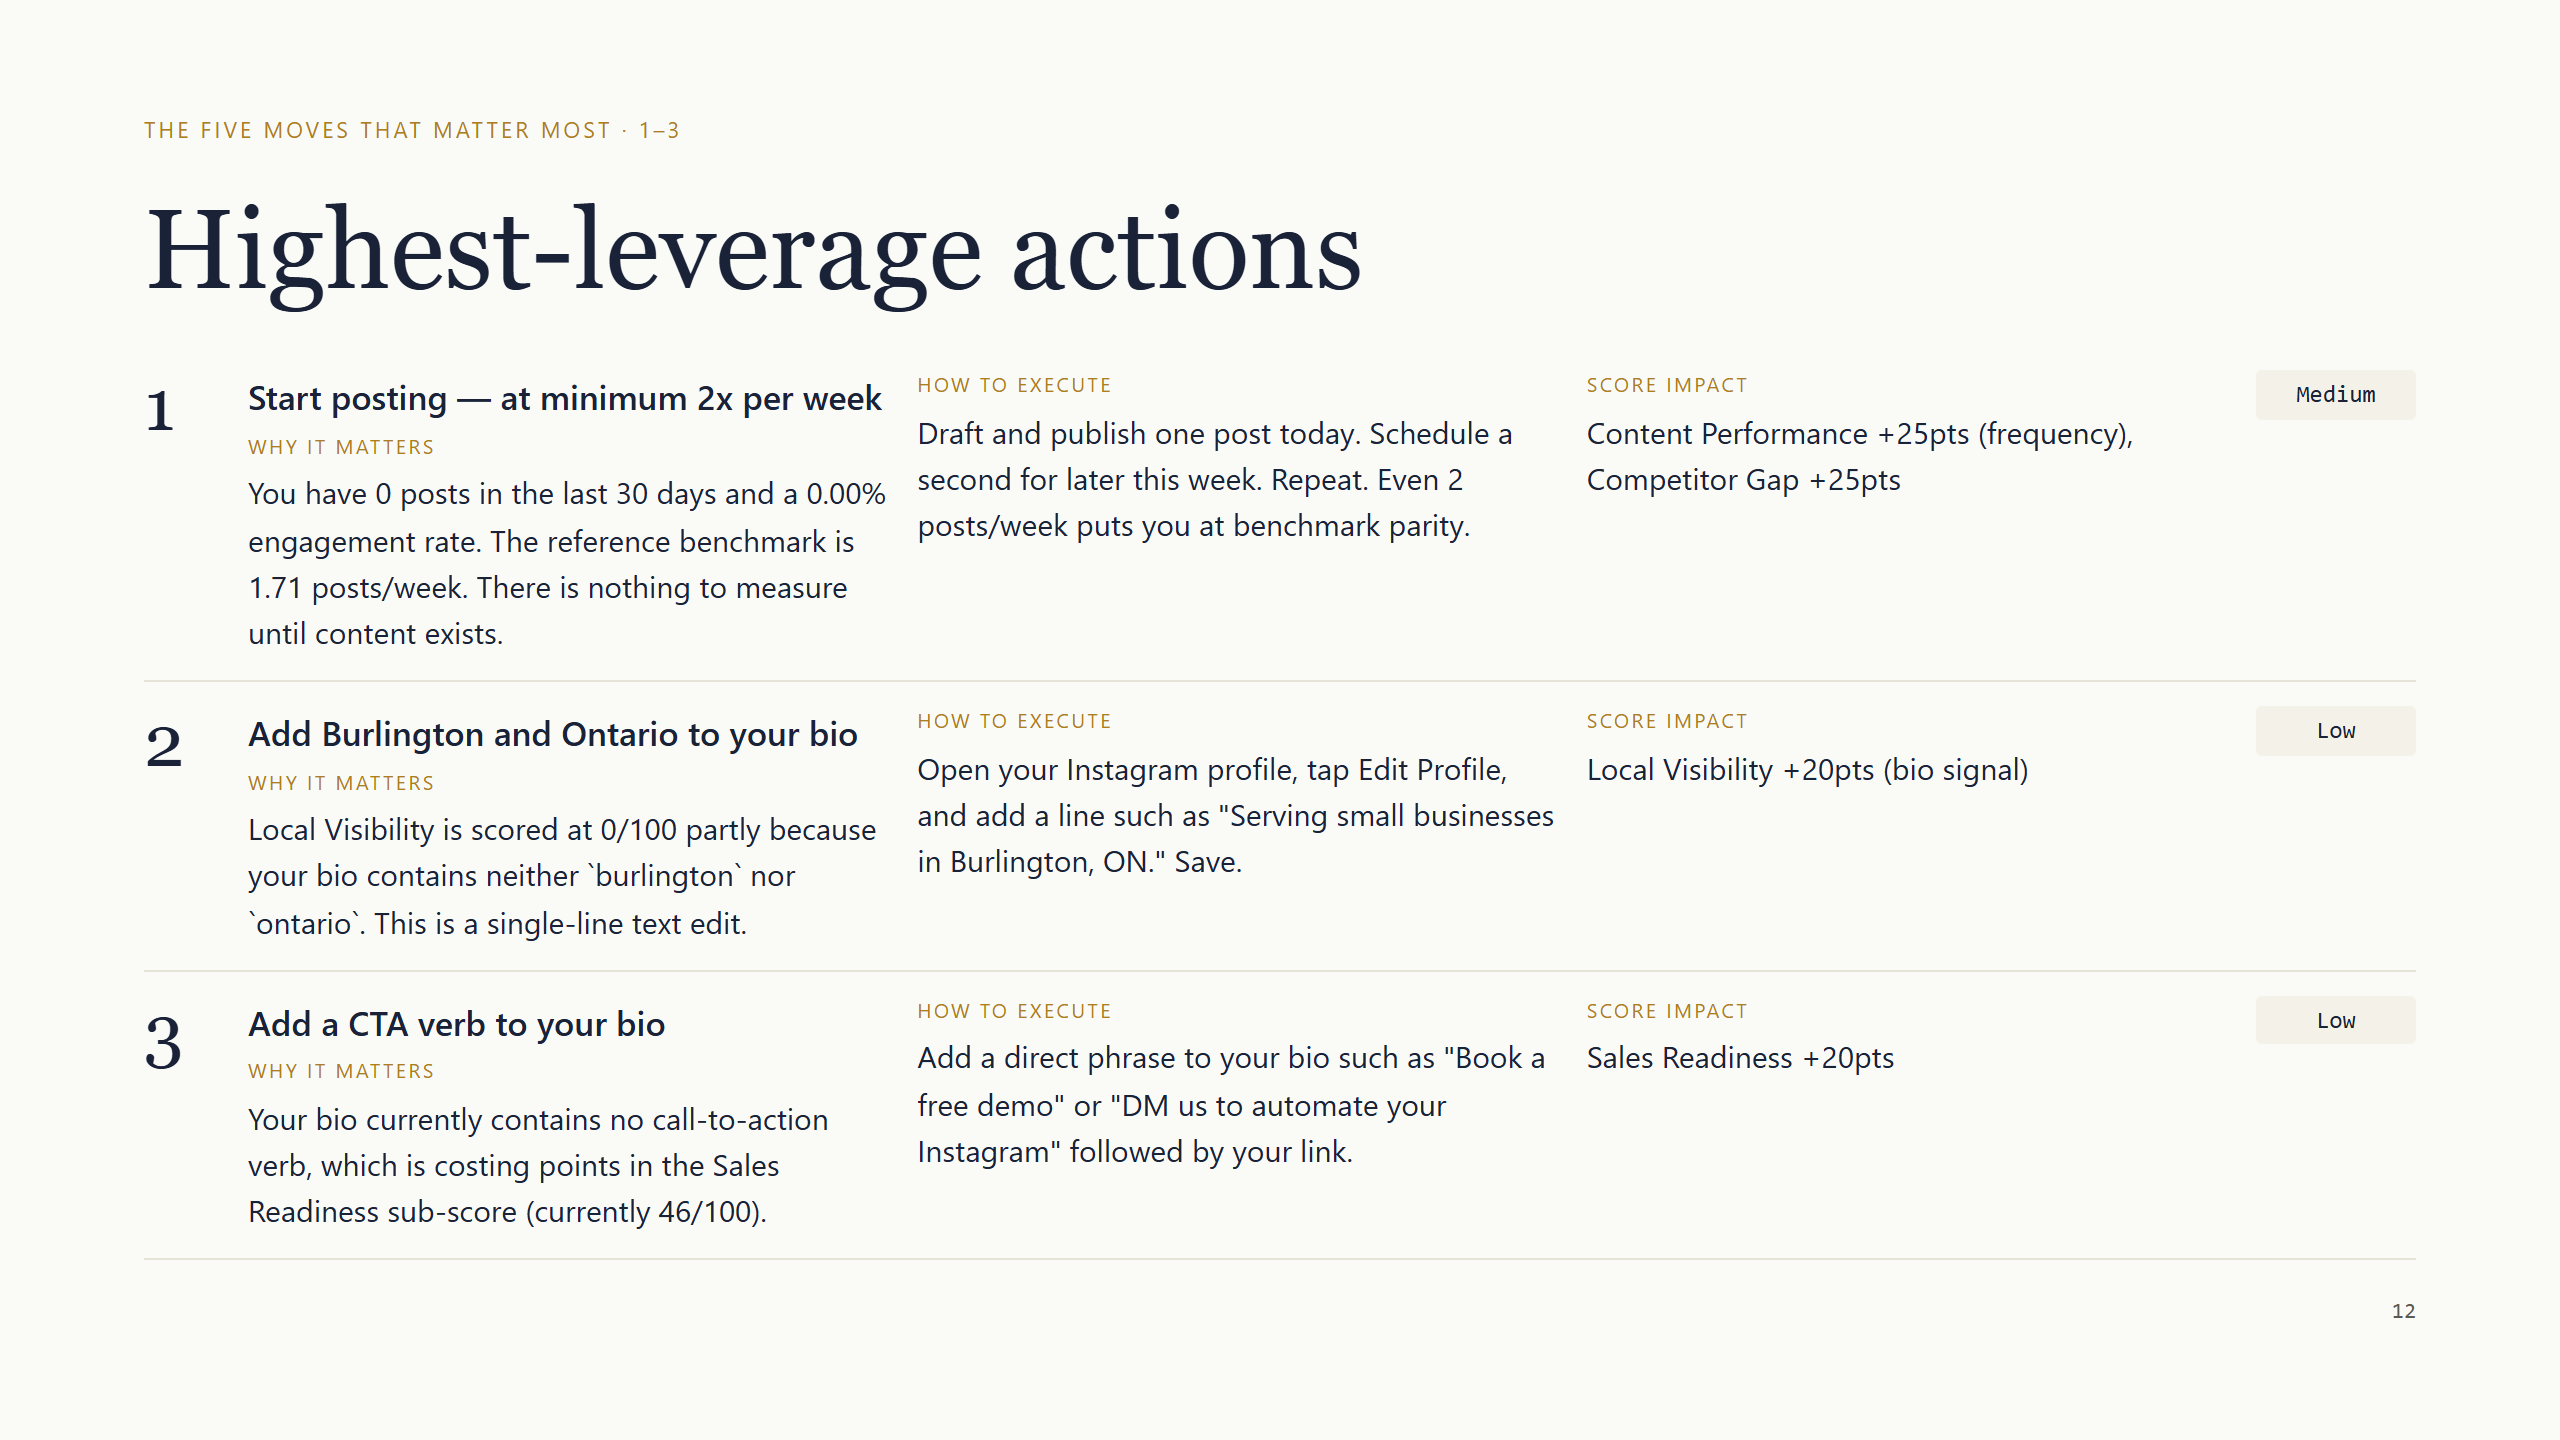 THE FIVE MOVES THAT MATTER MOST · 1–3
Highest-leverage actions
1
Start posting — at minimum 2x per week
WHY IT MATTERS
You have 0 posts in the last 30 days and a 0.00%
engagement rate. The reference benchmark is
1.71 posts/week. There is nothing to measure
until content exists.
HOW TO EXECUTE
Draft and publish one post today. Schedule a
second for later this week. Repeat. Even 2
posts/week puts you at benchmark parity.
SCORE IMPACT
Content Performance +25pts (frequency),
Competitor Gap +25pts
Medium
2
Add Burlington and Ontario to your bio
WHY IT MATTERS
Local Visibility is scored at 0/100 partly because
your bio contains neither `burlington` nor
`ontario`. This is a single-line text edit.
HOW TO EXECUTE
Open your Instagram profile, tap Edit Profile,
and add a line such as "Serving small businesses
in Burlington, ON." Save.
SCORE IMPACT
Local Visibility +20pts (bio signal)
Low
3
Add a CTA verb to your bio
WHY IT MATTERS
Your bio currently contains no call-to-action
verb, which is costing points in the Sales
Readiness sub-score (currently 46/100).
HOW TO EXECUTE
Add a direct phrase to your bio such as "Book a
free demo" or "DM us to automate your
Instagram" followed by your link.
SCORE IMPACT
Sales Readiness +20pts
Low
12